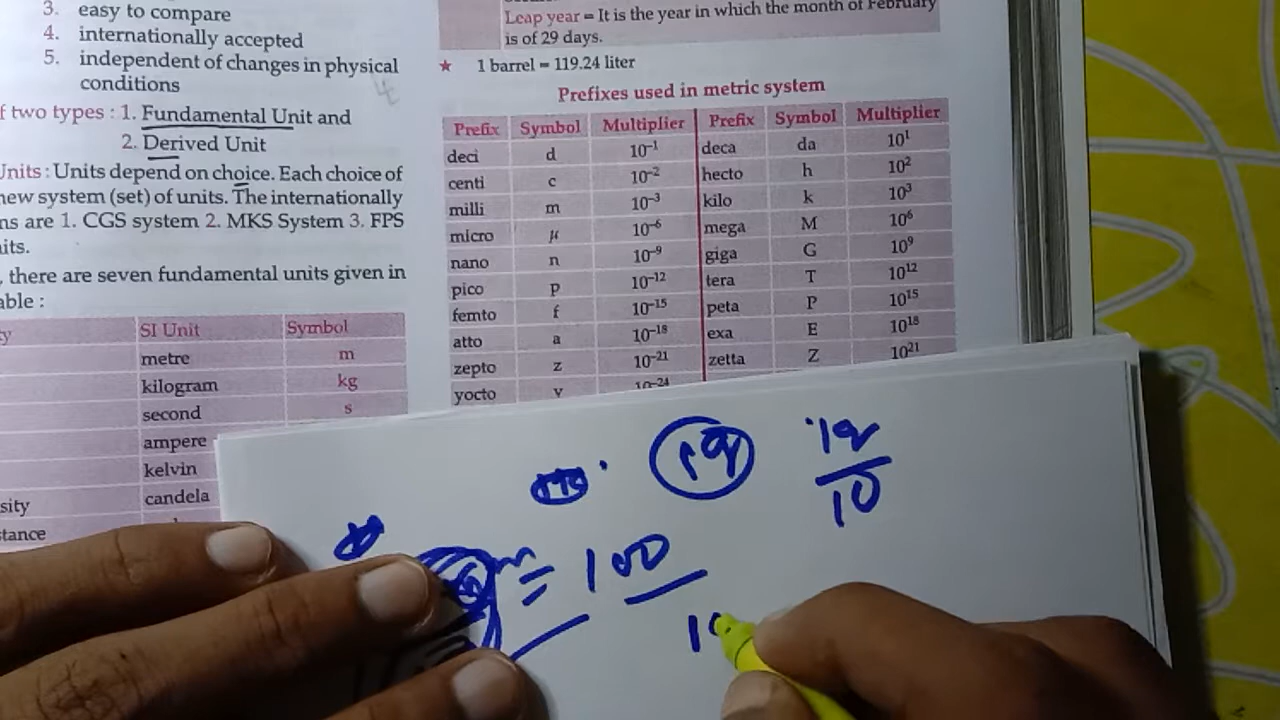 3. easy to compare
4. internationally accepted
5. independent of changes in physical
conditions
f two types : 1. Fundamental Unit and
2. Derived Unit
Units : Units depend on choice. Each choice of
new system (set) of units. The internationally
ns are 1. CGS system 2. MKS System 3. FPS
its.
, there are seven fundamental units given in
able :
y SI Unit Symbol
metre m
kilogram kg
second s
ampere
kelvin
sity candela
stance
Leap year = It is the year in which the month of February
is of 29 days.
★ 1 barrel = 119.24 liter
Prefixes used in metric system
Prefix Symbol Multiplier Prefix Symbol Multiplier
deci d 10⁻¹ deca da 10¹
centi c 10⁻² hecto h 10²
milli m 10⁻³ kilo k 10³
micro μ 10⁻⁶ mega M 10⁶
nano n 10⁻⁹ giga G 10⁹
pico p 10⁻¹² tera T 10¹²
femto f 10⁻¹⁵ peta P 10¹⁵
atto a 10⁻¹⁸ exa E 10¹⁸
zepto z 10⁻²¹ zetta Z 10²¹
yocto y 10⁻²⁴
10
m = 100